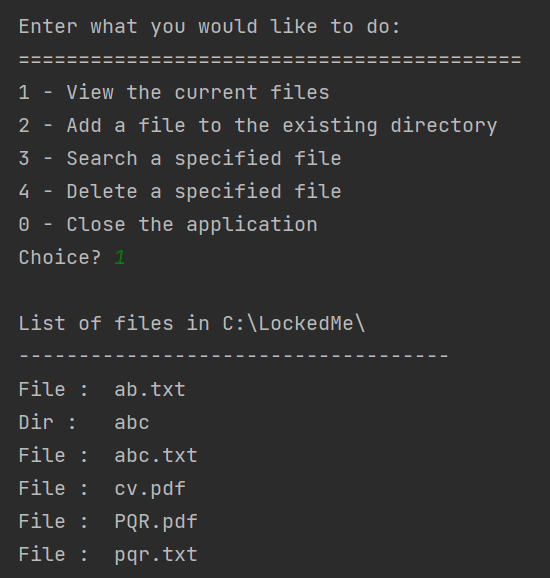 Enter what you would like to do:
==========================================
1 - View the current files
2 - Add a file to the existing directory
3 - Search a specified file
4 - Delete a specified file
0 - Close the application
Choice? 1
List of files in C:\LockedMe\
------------------------------------
File :  ab.txt
Dir :   abc
File :  abc.txt
File :  cv.pdf
File :  PQR.pdf
File :  pqr.txt